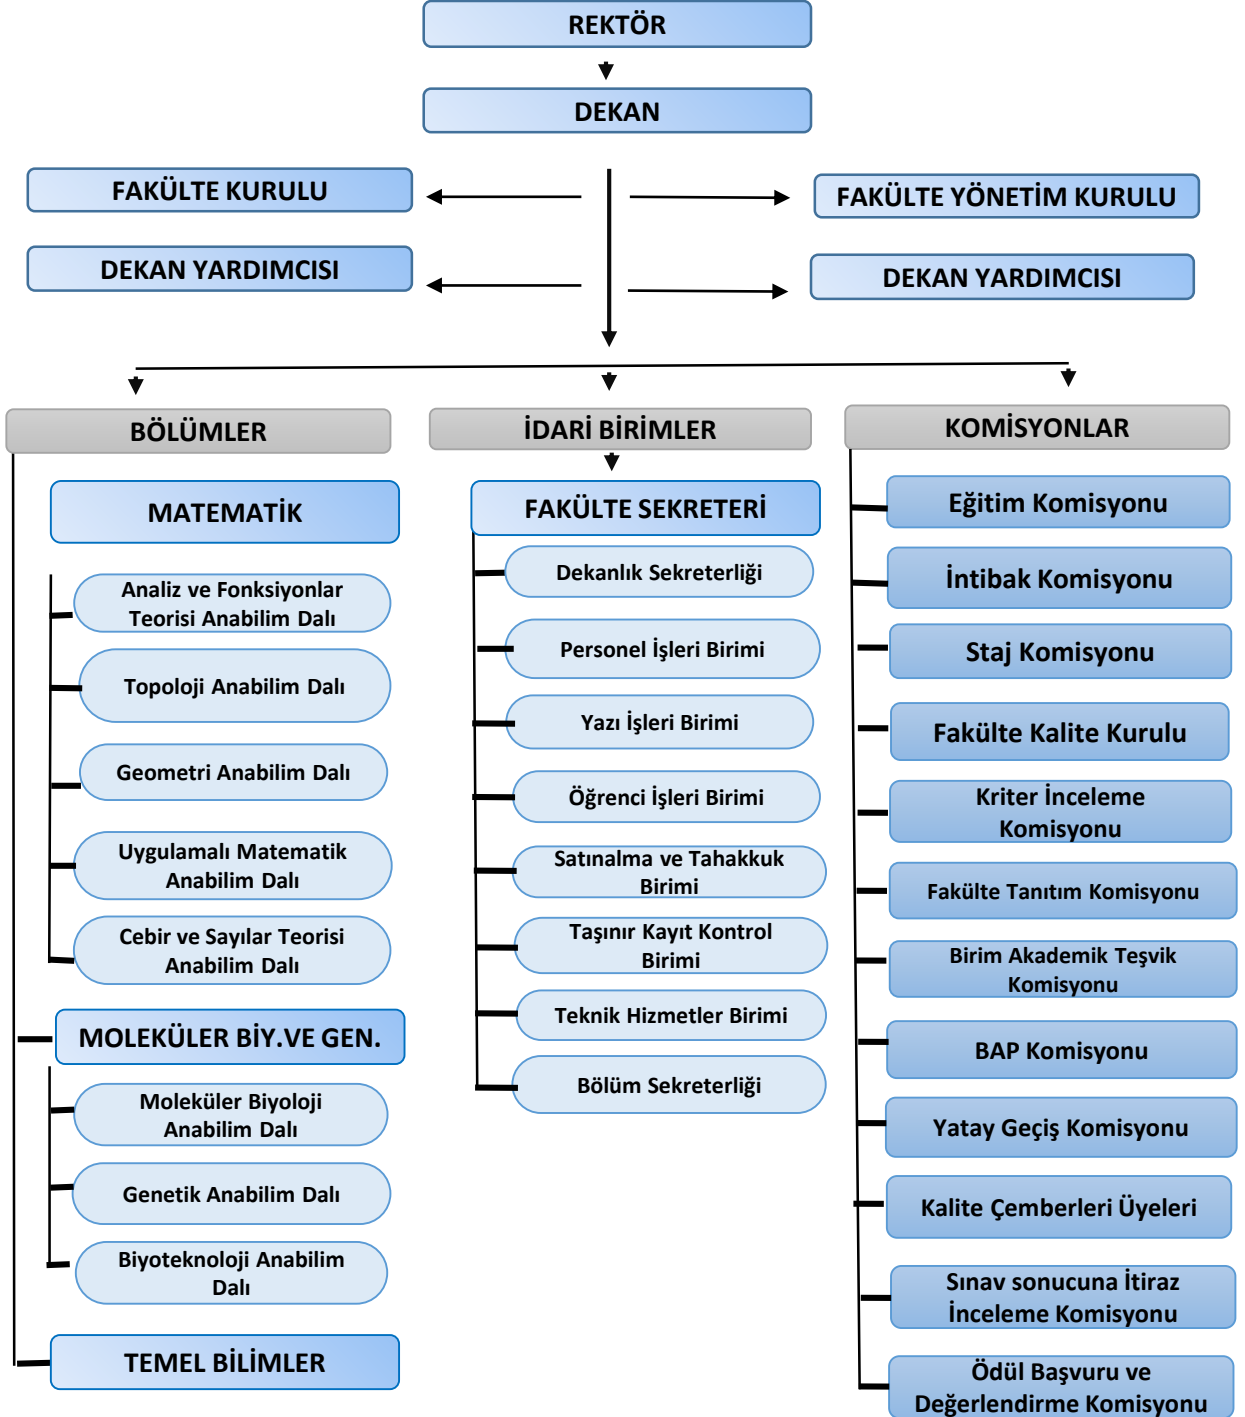 REKTÖR
DEKAN
FAKÜLTE KURULU
FAKÜLTE YÖNETİM KURULU
DEKAN YARDIMCISI
DEKAN YARDIMCISI
BÖLÜMLER
MATEMATİK
Analiz ve Fonksiyonlar
Teorisi Anabilim Dalı
Topoloji Anabilim Dalı
Geometri Anabilim Dalı
Uygulamalı Matematik
Anabilim Dalı
Cebir ve Sayılar Teorisi
Anabilim Dalı
MOLEKÜLER BİY.VE GEN.
Moleküler Biyoloji
Anabilim Dalı
Genetik Anabilim Dalı
Biyoteknoloji Anabilim
Dalı
TEMEL BİLİMLER
İDARİ BİRİMLER
FAKÜLTE SEKRETERİ
Dekanlık Sekreterliği
Personel İşleri Birimi
Yazı İşleri Birimi
Öğrenci İşleri Birimi
Satınalma ve Tahakkuk
Birimi
Taşınır Kayıt Kontrol
Birimi
Teknik Hizmetler Birimi
Bölüm Sekreterliği
KOMİSYONLAR
Eğitim Komisyonu
İntibak Komisyonu
Staj Komisyonu
Fakülte Kalite Kurulu
Kriter İnceleme
Komisyonu
Fakülte Tanıtım Komisyonu
Birim Akademik Teşvik
Komisyonu
BAP Komisyonu
Yatay Geçiş Komisyonu
Kalite Çemberleri Üyeleri
Sınav sonucuna İtiraz
İnceleme Komisyonu
Ödül Başvuru ve
Değerlendirme Komisyonu